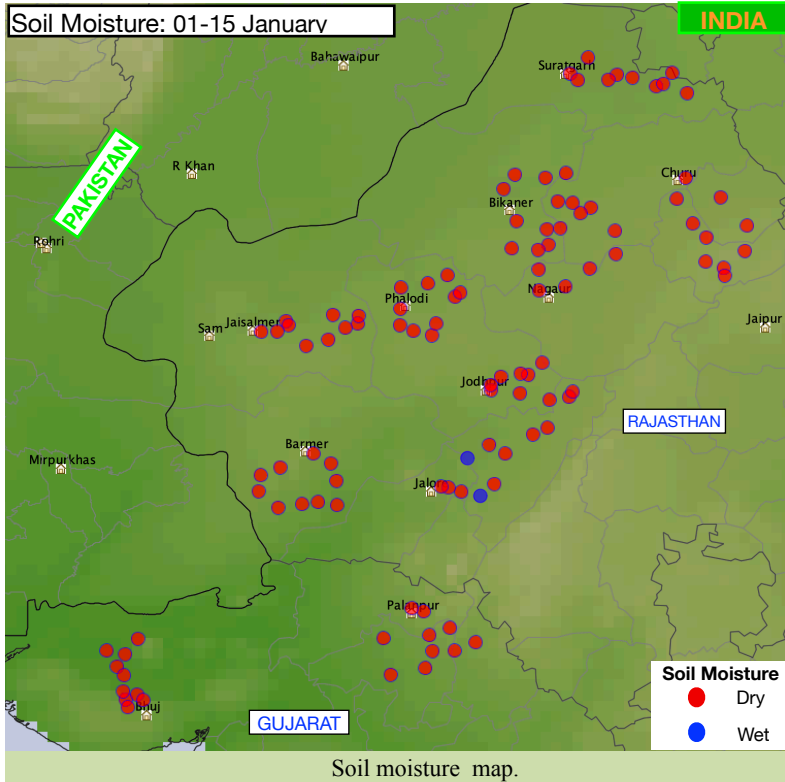 Soil Moisture: 01-15 January
INDIA
Bahawalpur
Suratgarh
PAKISTAN
R Khan
Churu
Bikaner
Rohri
Phalodi
Nagaur
Sam
Jaisalmer
Jaipur
Jodhpur
RAJASTHAN
Barmer
Mirpurkhas
Jalor
Palanpur
Bhuj
GUJARAT
Soil Moisture
Dry
Wet
Soil moisture map.